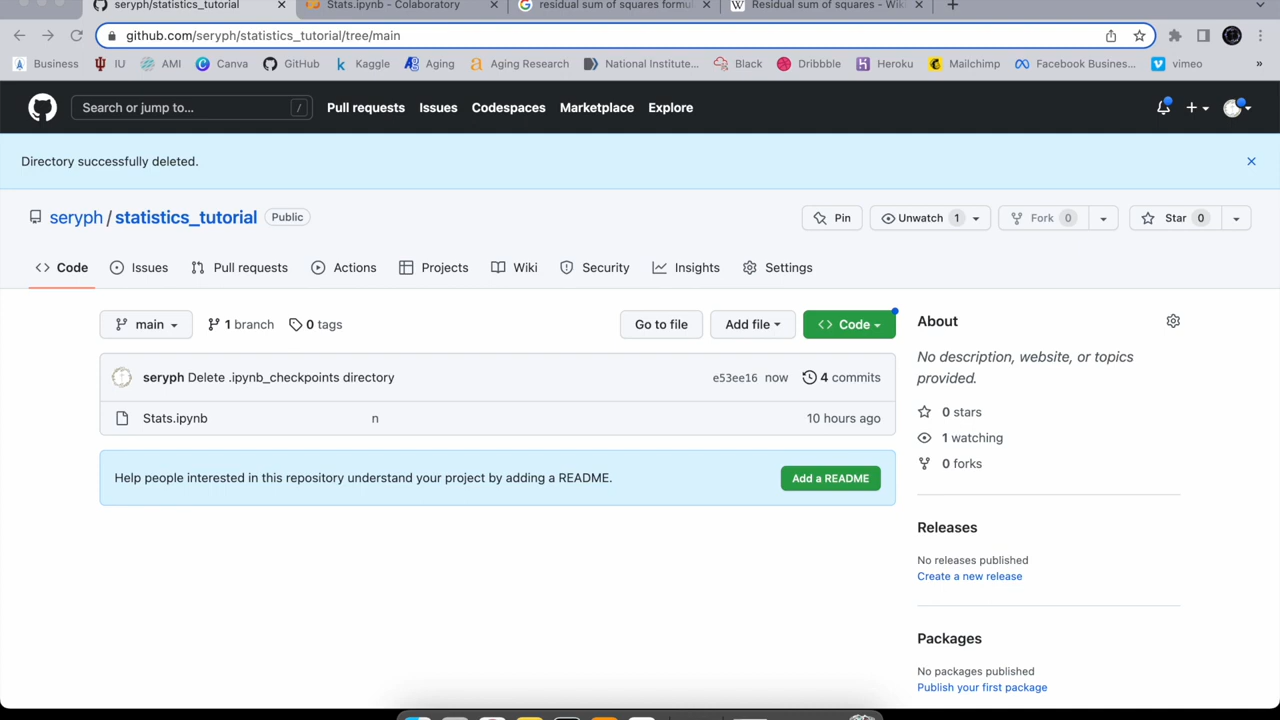 seryph/statistics_tutorial
Stats.ipynb - Colaboratory
residual sum of squares formul
Residual sum of squares - Wiki
github.com/seryph/statistics_tutorial/tree/main
Business
IU
AMI
Canva
GitHub
Kaggle
Aging
Aging Research
National Institute...
Black
Dribbble
Heroku
Mailchimp
Facebook Busines...
vimeo
»
Search or jump to...
/
Pull requests
Issues
Codespaces
Marketplace
Explore
Directory successfully deleted.
seryph / statistics_tutorial
Public
Pin
Unwatch 1
Fork 0
Star 0
Code
Issues
Pull requests
Actions
Projects
Wiki
Security
Insights
Settings
main
1 branch
0 tags
Go to file
Add file
Code
About
No description, website, or topics
provided.
seryph Delete .ipynb_checkpoints directory
e53ee16 now
4 commits
Stats.ipynb
n
10 hours ago
0 stars
1 watching
0 forks
Help people interested in this repository understand your project by adding a README.
Add a README
Releases
No releases published
Create a new release
Packages
No packages published
Publish your first package